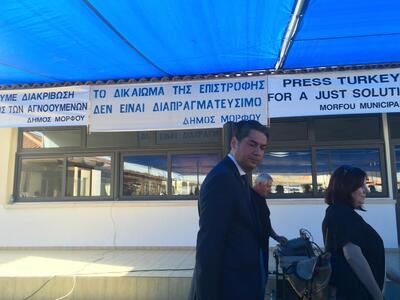 ΥΜΕ ΔΙΑΚΡΙΒΩΣΗ
ΤΩΝ ΑΓΝΟΟΥΜΕΝΩΝ
ΔΗΜΟΣ ΜΟΡΦΟΥ
ΤΟ ΔΙΚΑΙΩΜΑ ΤΗΣ ΕΠΙΣΤΡΟΦΗΣ
ΔΕΝ ΕΙΝΑΙ ΔΙΑΠΡΑΓΜΑΤΕΥΣΙΜΟ
ΔΗΜΟΣ ΜΟΡΦΟΥ
PRESS TURKEY
FOR A JUST SOLUTI
MORFOU MUNICIPA